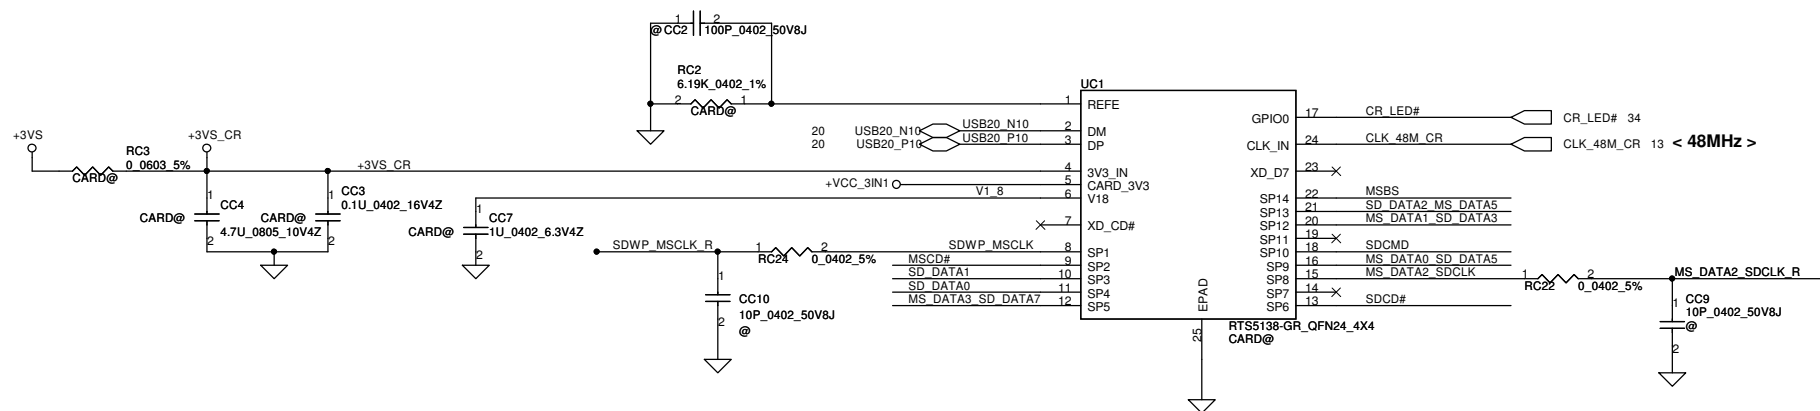 1 2
@ CC2 100P_0402_50V8J
RC2
6.19K_0402_1%
2 1
CARD@
UC1
1 REFE
20 USB20_N10 USB20_N10 2 DM
20 USB20_P10 USB20_P10 3 DP
+3VS
+3VS_CR
RC3
0_0603_5%
CARD@
+3VS_CR
4 3V3_IN
+VCC_3IN1
5 CARD_3V3
V1_8
6 V18
7 XD_CD#
1
CC4
CARD@
4.7U_0805_10V4Z
2
1
CC3
0.1U_0402_16V4Z
CARD@
2
1
CC7
CARD@
1U_0402_6.3V4Z
2
SDWP_MSCLK_R
1 2
RC24 0_0402_5%
SDWP_MSCLK
8 SP1
MSCD# 9 SP2
SD_DATA1 10 SP3
SD_DATA0 11 SP4
MS_DATA3_SD_DATA7 12 SP5
1
CC10
10P_0402_50V8J
2
@
EPAD
25
RTS5138-GR_QFN24_4X4
CARD@
GPIO0 17 CR_LED# CR_LED# 34
CLK_IN 24 CLK_48M_CR CLK_48M_CR 13 < 48MHz >
XD_D7 23
SP14 22 MSBS
SP13 21 SD_DATA2_MS_DATA5
SP12 20 MS_DATA1_SD_DATA3
SP11 19
SP10 18 SDCMD
SP9 16 MS_DATA0_SD_DATA5
SP8 15 MS_DATA2_SDCLK
SP7 14
SP6 13 SDCD#
1 2
RC22 0_0402_5%
MS_DATA2_SDCLK_R
1
CC9
10P_0402_50V8J
@
2